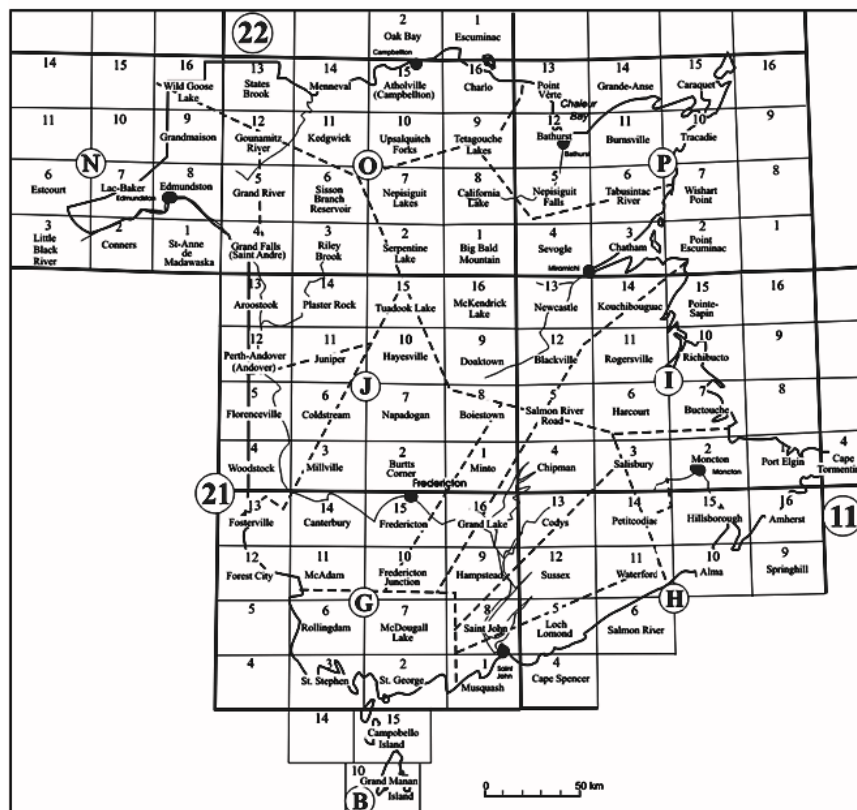 22
2
1
Oak Bay
Escuminac
Campbellton
14
15
16
13
14
15
16
13
14
15
16
Wild Goose
Lake
States
Brook
Menneval
Atholville
(Campbellton)
Charlo
Point
Verte
Grande-Anse
Caraquet
Chaleur
Bay
11
10
9
12
11
10
9
12
11
10
9
Grandmaison
Gounamitz
River
Kedgwick
Upsalquitch
Forks
Tetagouche
Lakes
Bathurst
Bathurst
Burnsville
Tracadie
N
O
P
6
7
8
5
6
7
8
5
6
7
8
Estcourt
Lac-Baker
Edmundston
Edmundston
Grand River
Sisson
Branch
Reservoir
Nepisiguit
Lakes
California
Lake
Nepisiguit
Falls
Tabusintac
River
Wishart
Point
3
2
1
4
3
2
1
4
3
2
1
Little
Black
River
Conners
St-Anne
de
Madawaska
Grand Falls
(Saint Andre)
Riley
Brook
Serpentine
Lake
Big Bald
Mountain
Sevogle
Chatham
Point
Escuminac
Miramichi
13
14
15
16
13
14
15
16
Aroostook
Plaster Rock
Tuadook Lake
McKendrick
Lake
Newcastle
Kouchibouguac
Pointe-
Sapin
12
11
10
9
12
11
10
9
Perth-Andover
(Andover)
Juniper
Hayesville
Doaktown
Blackville
Rogersville
Richibucto
J
I
5
6
7
8
5
6
7
8
Florenceville
Coldstream
Napadogan
Boiestown
Salmon River
Road
Harcourt
Buctouche
4
3
2
1
4
3
2
1
4
Woodstock
Millville
Burtts
Corner
Minto
Chipman
Salisbury
Moncton
Moncton
Port Elgin
Cape
Tormentine
Fredericton
21
11
13
14
15
16
13
14
15
16
Fosterville
Canterbury
Fredericton
Grand Lake
Codys
Petitcodiac
Hillsborough
Amherst
12
11
10
9
12
11
10
9
Forest City
McAdam
Fredericton
Junction
Hampstead
Sussex
Waterford
Alma
Springhill
G
H
5
6
7
8
5
6
Rollingdam
McDougall
Lake
Saint John
Loch
Lomond
Salmon River
4
3
2
1
4
St. Stephen
St. George
Musquash
Saint
John
Cape Spencer
14
15
Campobello
Island
10
Grand Manan
Island
B
0
50 km